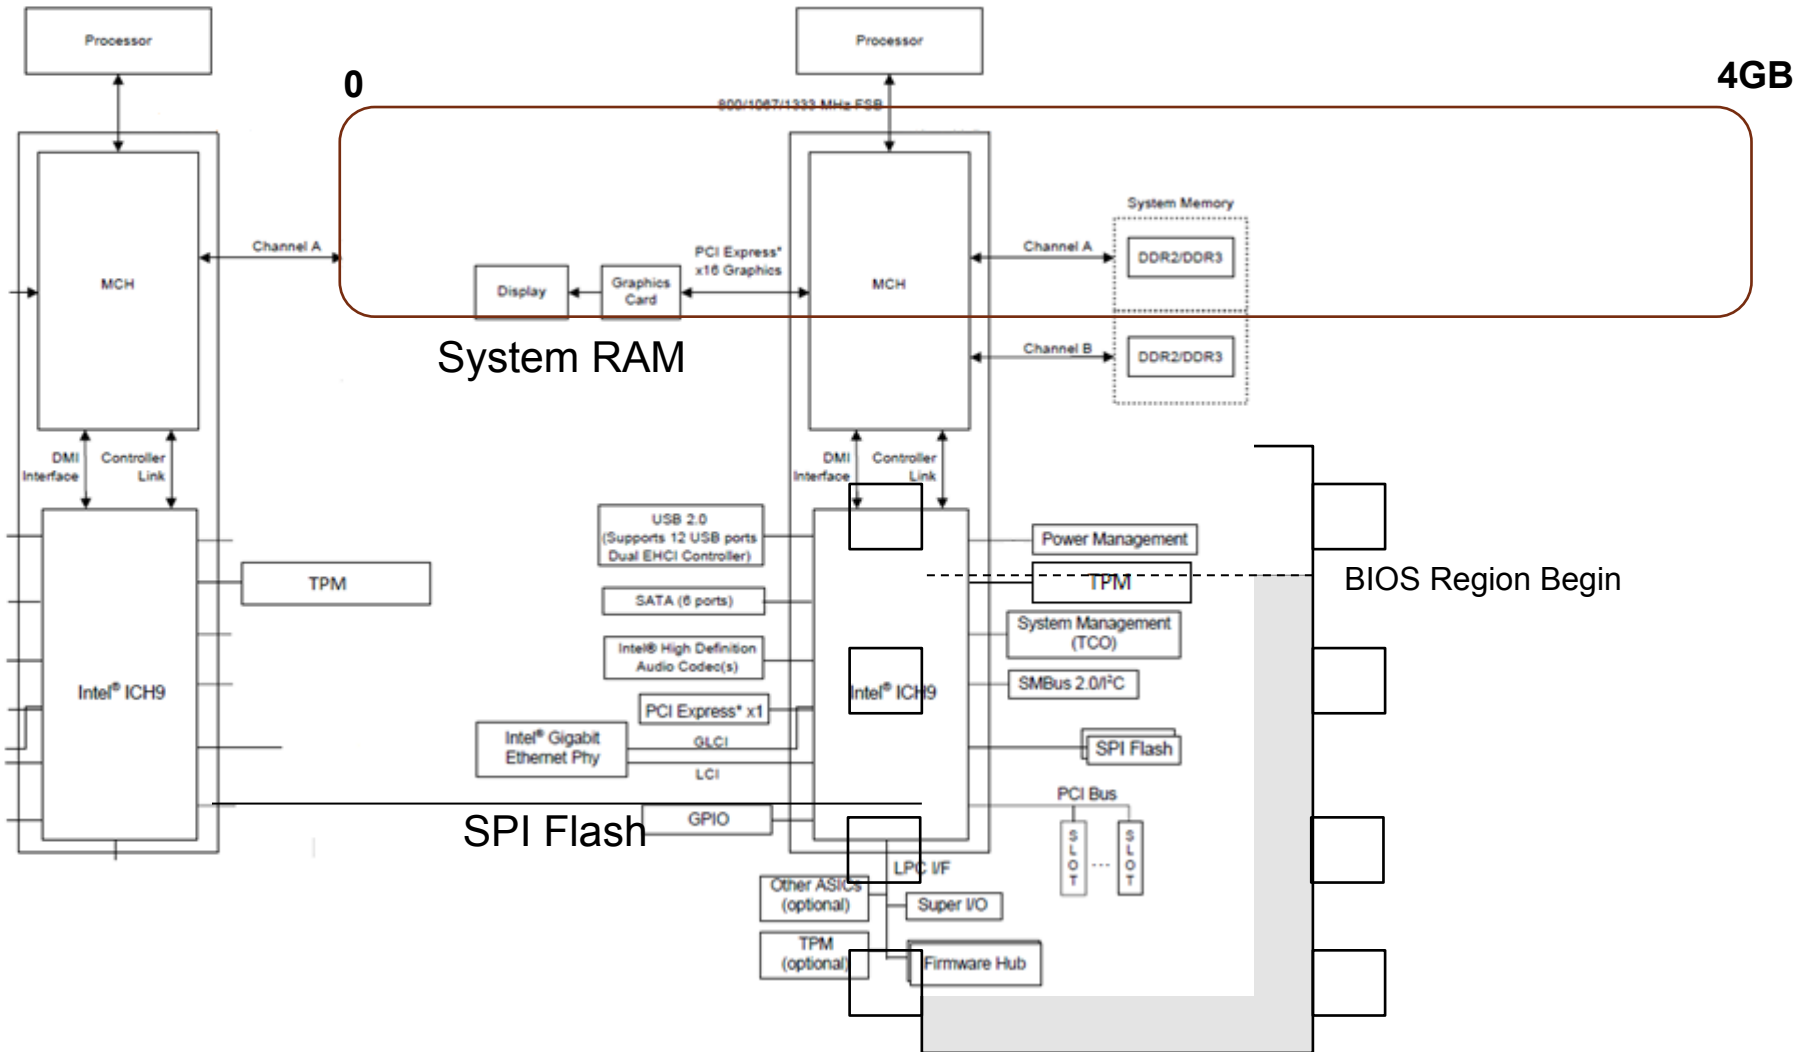 Processor
Processor
0
4GB
800/1067/1333 MHz FSB
System Memory
Channel A
PCI Express*
x16 Graphics
Channel A
DDR2/DDR3
MCH
Display
Graphics
Card
MCH
System RAM
Channel B
DDR2/DDR3
DMI
Interface
Controller
Link
DMI
Interface
Controller
Link
USB 2.0
(Supports 12 USB ports
Dual EHCI Controller)
Power Management
TPM
TPM
BIOS Region Begin
SATA (6 ports)
System Management
(TCO)
Intel® High Definition
Audio Codec(s)
Intel® ICH9
Intel® ICH9
SMBus 2.0/I²C
PCI Express* x1
Intel® Gigabit
Ethernet Phy
GLCI
LCI
SPI Flash
PCI Bus
SPI Flash
GPIO
SLOT
...
SLOT
LPC I/F
Other ASICs
(optional)
Super I/O
TPM
(optional)
Firmware Hub